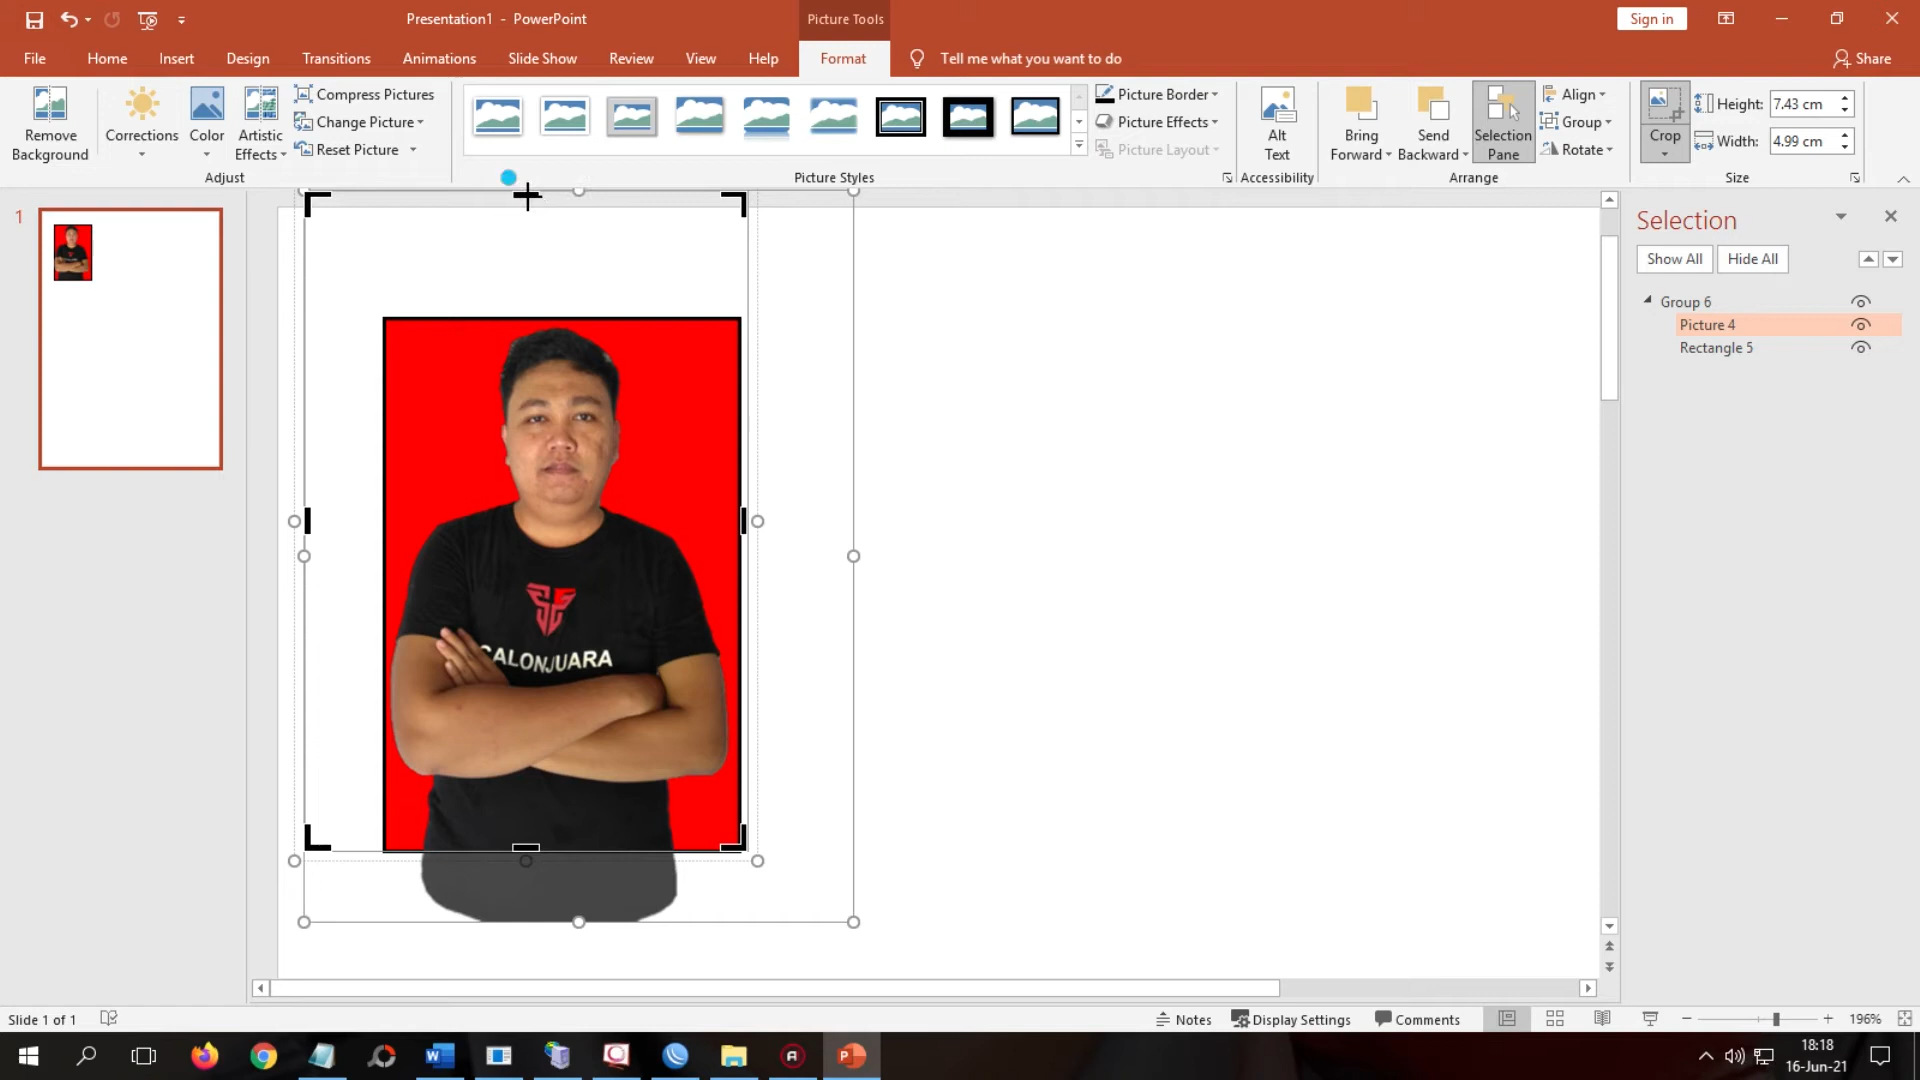 Presentation1 - PowerPoint
Picture Tools
Sign in
File
Home
Insert
Design
Transitions
Animations
Slide Show
Review
View
Help
Format
Tell me what you want to do
Share
Remove Background
Corrections
Color
Artistic Effects
Compress Pictures
Change Picture
Reset Picture
Adjust
Picture Styles
Picture Border
Picture Effects
Picture Layout
Alt Text
Accessibility
Bring Forward
Send Backward
Selection Pane
Align
Group
Rotate
Arrange
Crop
Height: 7.43 cm
Width: 4.99 cm
Size
1
CALONJUARA
Selection
Show All
Hide All
Group 6
Picture 4
Rectangle 5
Slide 1 of 1
Notes
Display Settings
Comments
196%
18:18
16-Jun-21